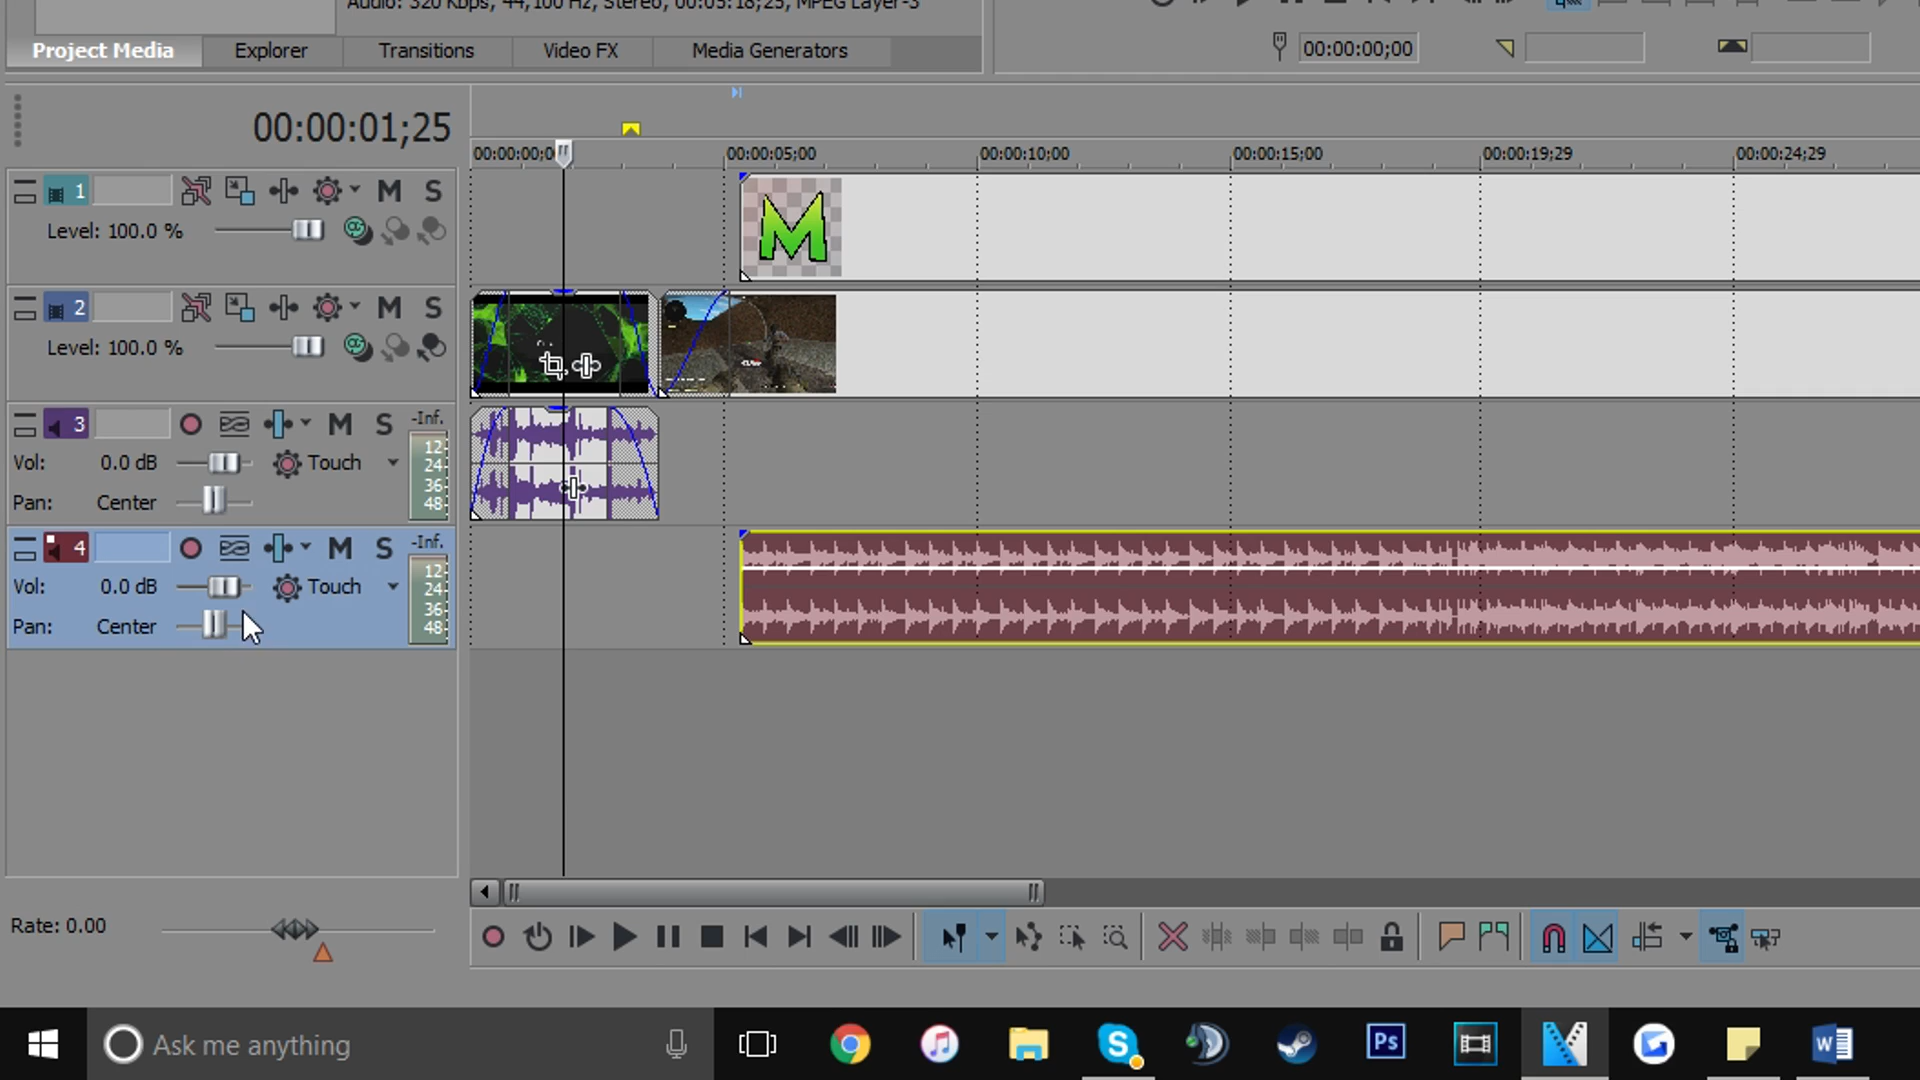 Audio: 320 Kbps, 44,100 Hz, Stereo, 00:05:18;25, MPEG Layer-3
Project Media Explorer Transitions Video FX Media Generators
00:00:00;00
00:00:01;25
00:00:00;0 00:00:05;00 00:00:10;00 00:00:15;00 00:00:19;29 00:00:24;29
1 M S
Level: 100.0 %
M
2 M S
Level: 100.0 %
3 M S -Inf.
12
Vol: 0.0 dB Touch 24
36
Pan: Center 48
4 M S -Inf.
12
Vol: 0.0 dB Touch 24
36
Pan: Center 48
Rate: 0.00
Ask me anything
S
Ps
W